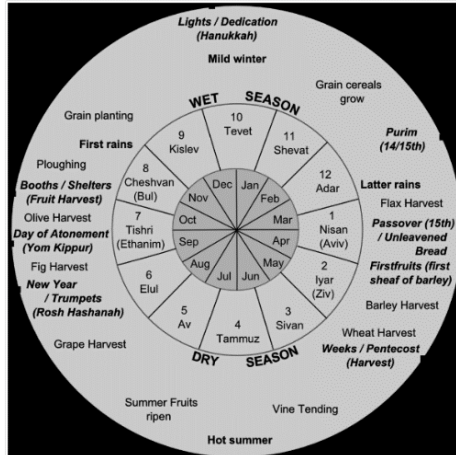 Lights / Dedication
(Hanukkah)
Mild winter
Grain cereals
grow
Grain planting
WET SEASON
10
Tevet
9
Kislev
11
Shevat
First rains
Purim
(14/15th)
Ploughing
8
Cheshvan
(Bul)
12
Adar
Latter rains
Dec
Jan
Nov
Feb
Booths / Shelters
(Fruit Harvest)
Flax Harvest
Olive Harvest
7
Tishri
(Ethanim)
Oct
Mar
1
Nisan
(Aviv)
Passover (15th)
/ Unleavened
Bread
Day of Atonement
(Yom Kippur)
Sep
Apr
Fig Harvest
Aug
May
6
Elul
2
Iyar
(Ziv)
Firstfruits (first
sheaf of barley)
Jul
Jun
New Year
/ Trumpets
(Rosh Hashanah)
Barley Harvest
5
Av
4
Tammuz
3
Sivan
Wheat Harvest
Weeks / Pentecost
(Harvest)
Grape Harvest
DRY SEASON
Summer Fruits
ripen
Vine Tending
Hot summer